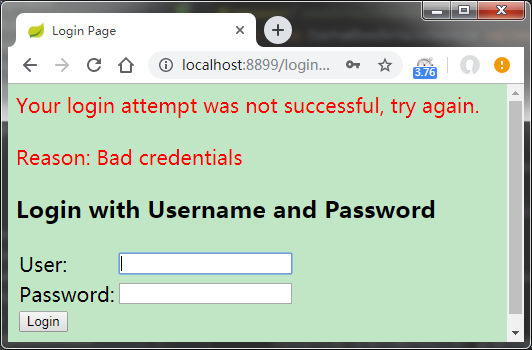 Login Page
localhost:8899/login...
3.76
Your login attempt was not successful, try again.
Reason: Bad credentials
Login with Username and Password
User:
Password:
Login